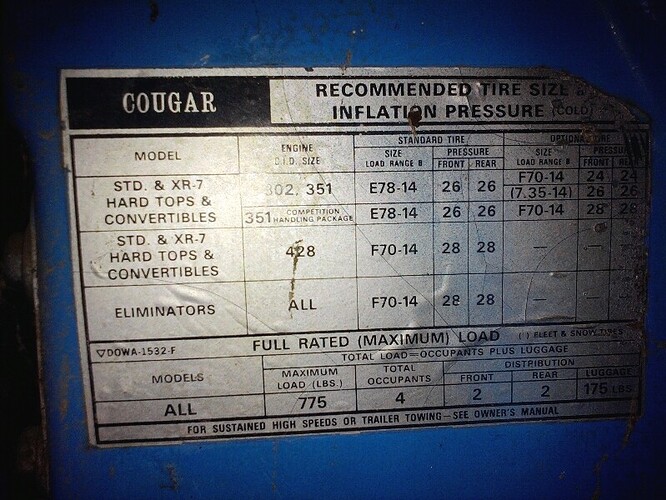 COUGAR
RECOMMENDED TIRE SIZE &
INFLATION PRESSURE (COLD)
MODEL
ENGINE
C.I.D. SIZE
STANDARD TIRE
OPTIONAL TIRE
SIZE
LOAD RANGE B
PRESSURE
FRONT REAR
SIZE
LOAD RANGE B
PRESSURE
FRONT REAR
STD. & XR-7
HARD TOPS &
CONVERTIBLES
302, 351 E78-14 26 26 F70-14 24 24
(7.35-14) 26 26
351 COMPETITION HANDLING PACKAGE E78-14 26 26 F70-14 28 28
STD. & XR-7
HARD TOPS &
CONVERTIBLES
428 F70-14 28 28 — — —
ELIMINATORS ALL F70-14 28 28 — — —
▽DOWA-1532-F FULL RATED (MAXIMUM) LOAD ( ) FLEET & SNOW TIRES
TOTAL LOAD=OCCUPANTS PLUS LUGGAGE
MODELS
MAXIMUM
LOAD (LBS.)
TOTAL
OCCUPANTS
DISTRIBUTION
FRONT REAR LUGGAGE
ALL 775 4 2 2 175 LBS
FOR SUSTAINED HIGH SPEEDS OR TRAILER TOWING—SEE OWNER'S MANUAL